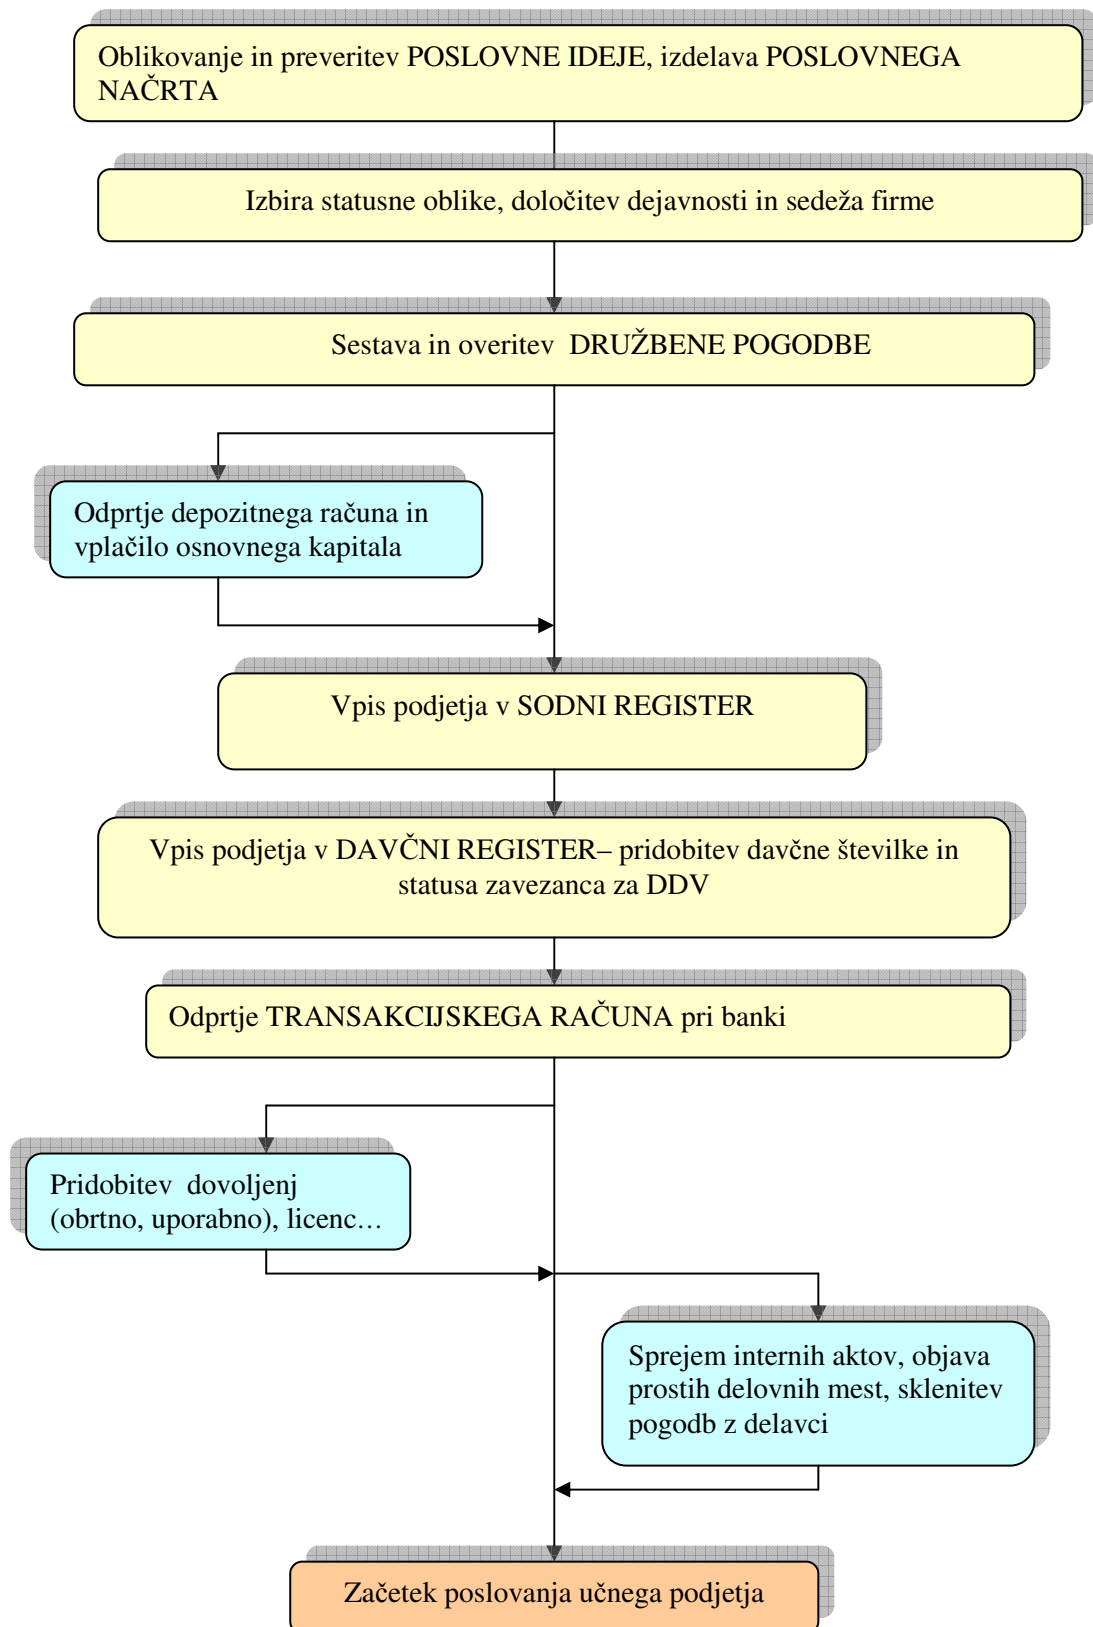 Oblikovanje in preveritev POSLOVNE IDEJE, izdelava POSLOVNEGA
NAČRTA
Izbira statusne oblike, določitev dejavnosti in sedeža firme
Sestava in overitev  DRUŽBENE POGODBE
Odprtje depozitnega računa in
vplačilo osnovnega kapitala
Vpis podjetja v SODNI REGISTER
Vpis podjetja v DAVČNI REGISTER– pridobitev davčne številke in
statusa zavezanca za DDV
Odprtje TRANSAKCIJSKEGA RAČUNA pri banki
Pridobitev  dovoljenj
(obrtno, uporabno), licenc…
Sprejem internih aktov, objava
prostih delovnih mest, sklenitev
pogodb z delavci
Začetek poslovanja učnega podjetja